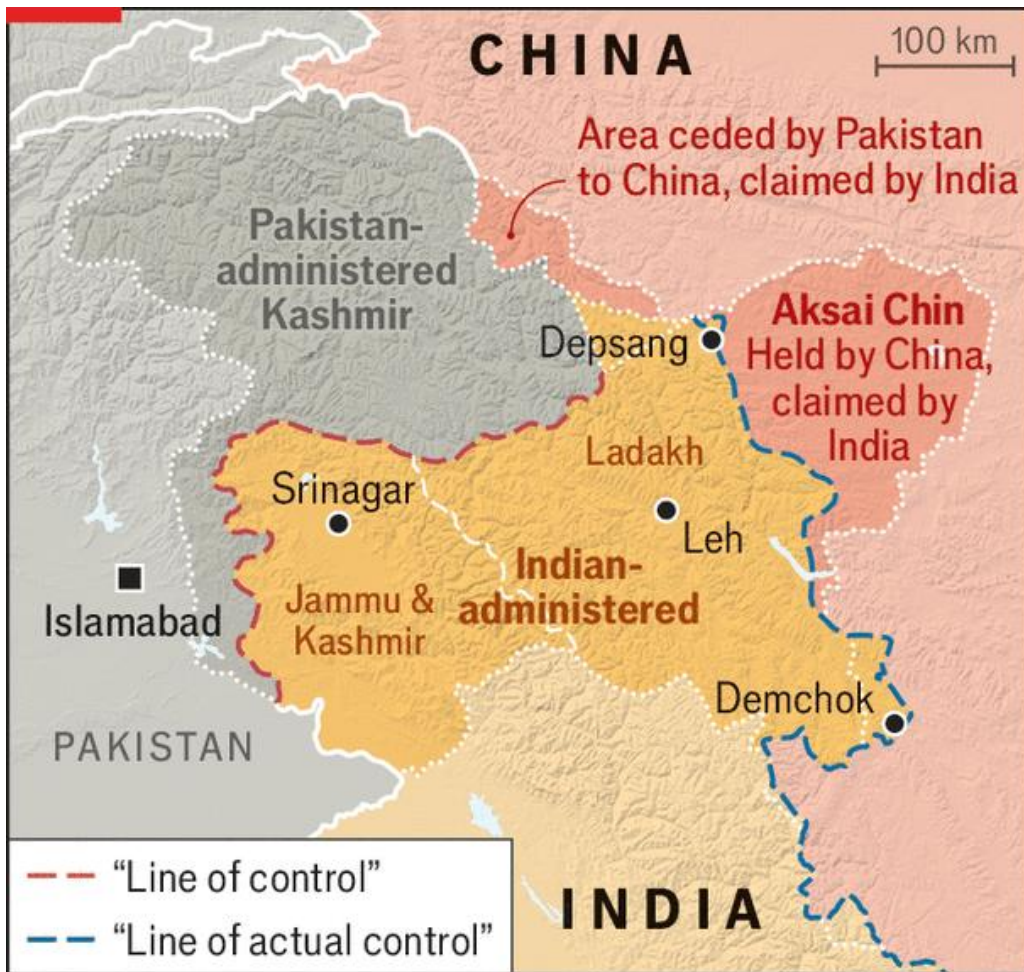 CHINA
100 km
Area ceded by Pakistan
to China, claimed by India
Pakistan-
administered
Kashmir
Aksai Chin
Held by China,
claimed by
India
Depsang
Ladakh
Srinagar
Leh
Indian-
administered
Jammu &
Kashmir
Islamabad
Demchok
PAKISTAN
INDIA
“Line of control”
“Line of actual control”